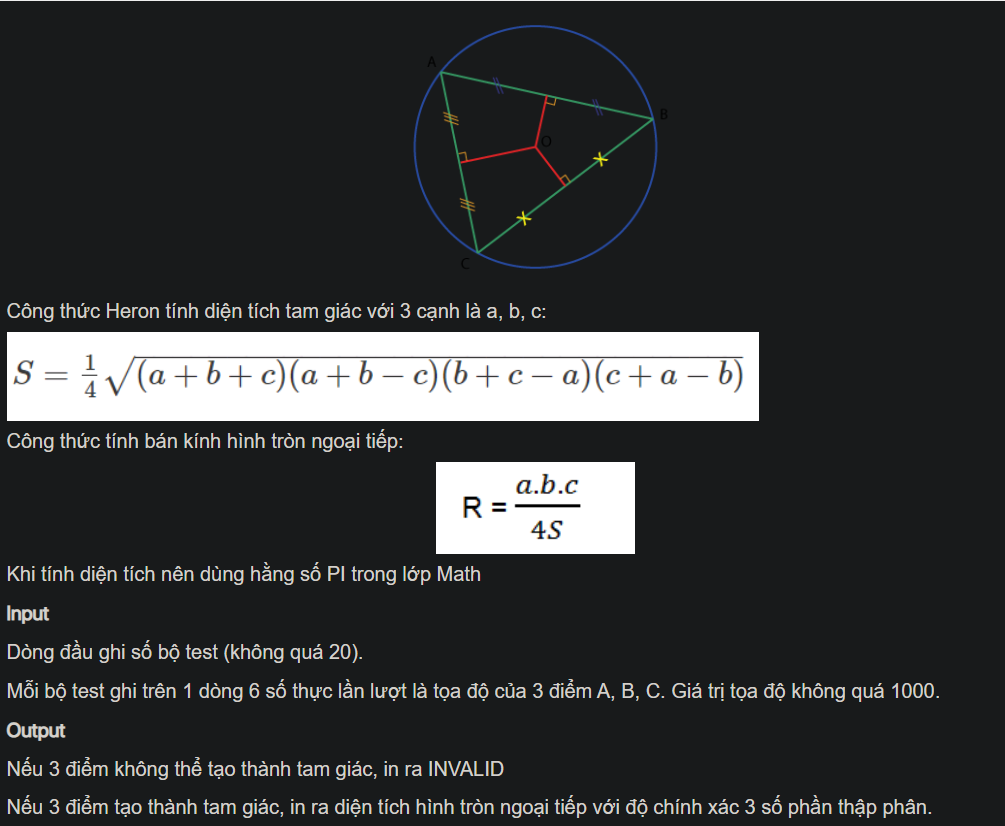 A
B
O
C
Công thức Heron tính diện tích tam giác với 3 cạnh là a, b, c:
S = \frac{1}{4}\sqrt{(a + b + c)(a + b − c)(b + c − a)(c + a − b)}
Công thức tính bán kính hình tròn ngoại tiếp:
R = \frac{a.b.c}{4S}
Khi tính diện tích nên dùng hằng số PI trong lớp Math
Input
Dòng đầu ghi số bộ test (không quá 20).
Mỗi bộ test ghi trên 1 dòng 6 số thực lần lượt là tọa độ của 3 điểm A, B, C. Giá trị tọa độ không quá 1000.
Output
Nếu 3 điểm không thể tạo thành tam giác, in ra INVALID
Nếu 3 điểm tạo thành tam giác, in ra diện tích hình tròn ngoại tiếp với độ chính xác 3 số phần thập phân.